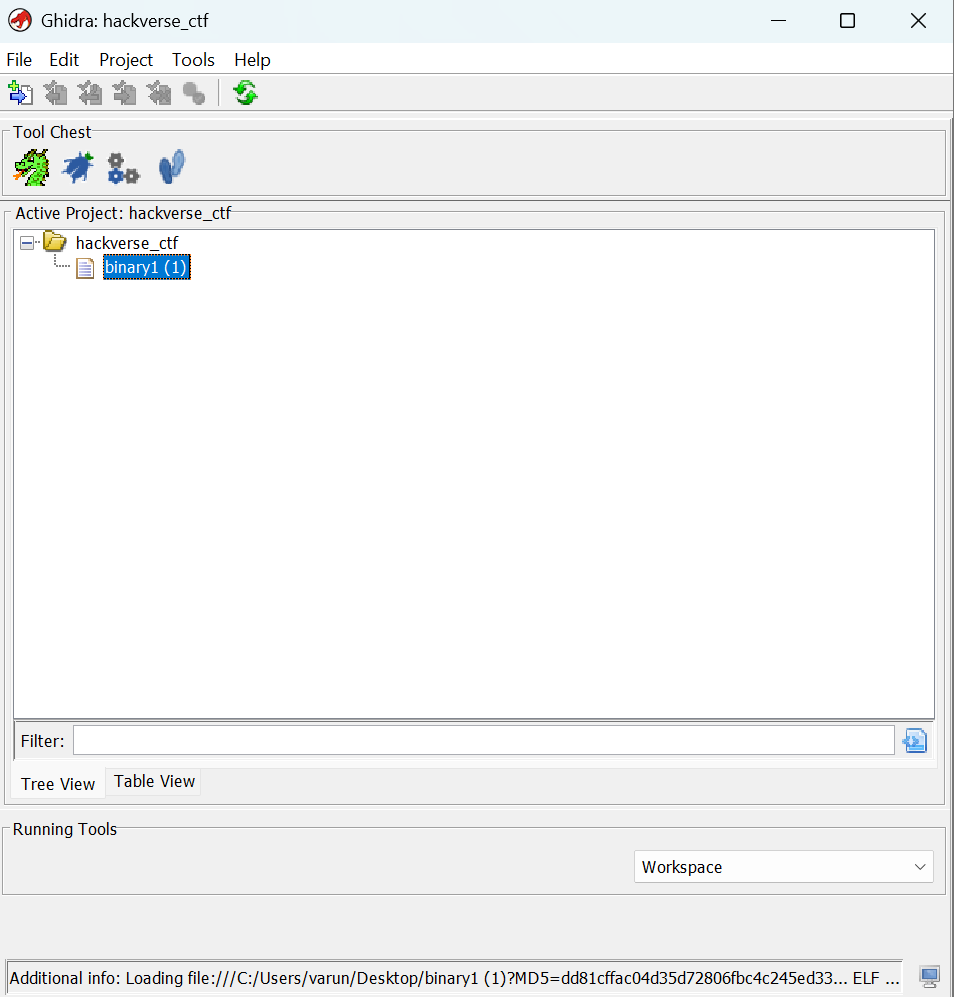 Ghidra: hackverse_ctf
File Edit Project Tools Help
Tool Chest
Active Project: hackverse_ctf
hackverse_ctf
binary1 (1)
Filter:
Tree View Table View
Running Tools
Workspace
Additional info: Loading file:///C:/Users/varun/Desktop/binary1 (1)?MD5=dd81cffac04d35d72806fbc4c245ed33... ELF ...